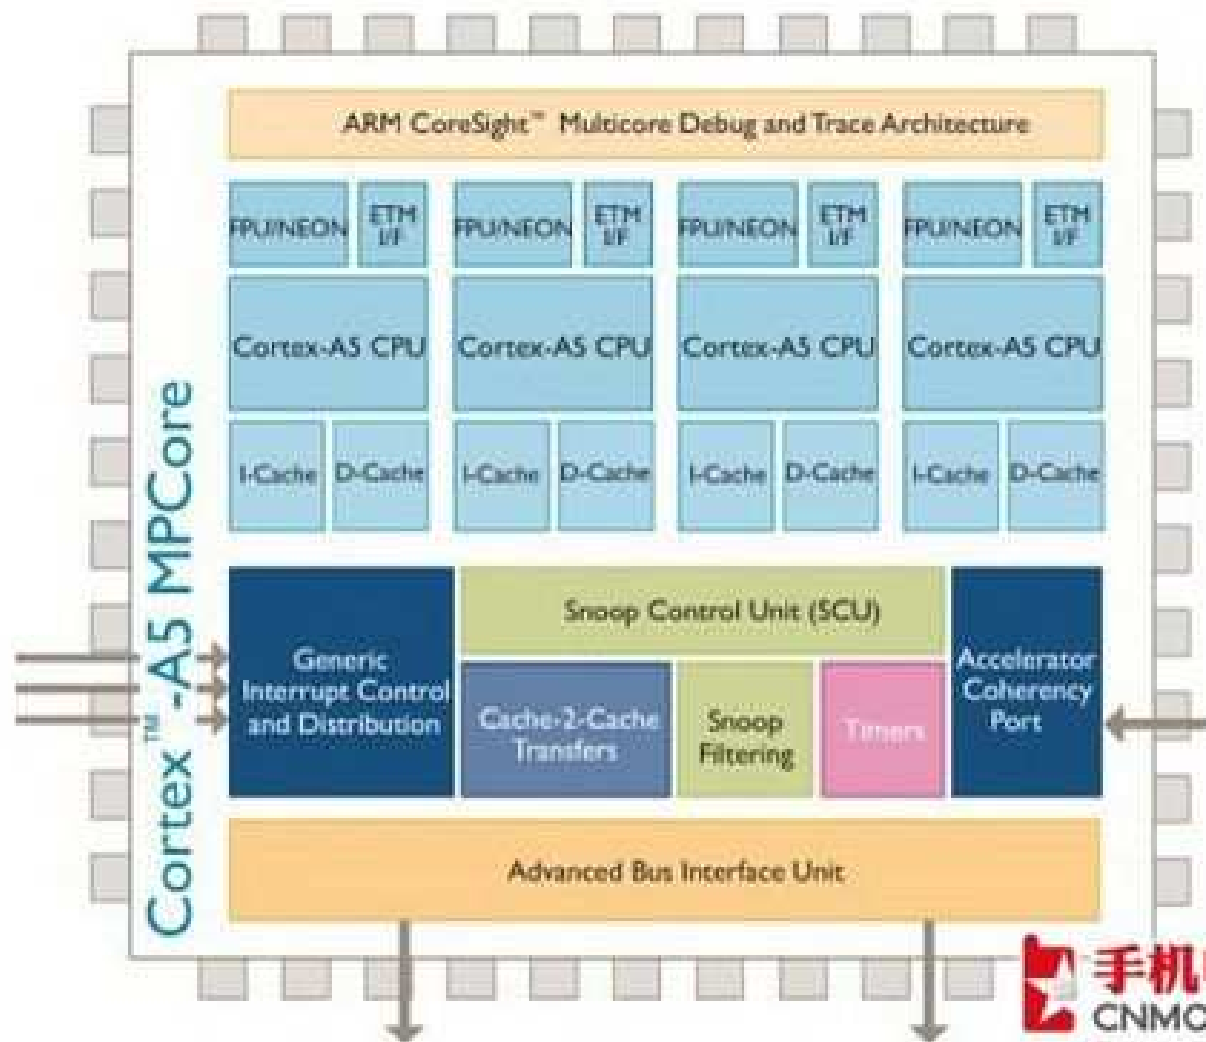 ARM CoreSight™ Multicore Debug and Trace Architecture
FPU/NEON
ETM
I/F
FPU/NEON
ETM
I/F
FPU/NEON
ETM
I/F
FPU/NEON
ETM
I/F
Cortex-A5 CPU
Cortex-A5 CPU
Cortex-A5 CPU
Cortex-A5 CPU
I-Cache
D-Cache
I-Cache
D-Cache
I-Cache
D-Cache
I-Cache
D-Cache
Cortex™-A5 MPCore
Generic
Interrupt Control
and Distribution
Snoop Control Unit (SCU)
Cache-2-Cache
Transfers
Snoop
Filtering
Timers
Accelerator
Coherency
Port
Advanced Bus Interface Unit
手机
CNMO